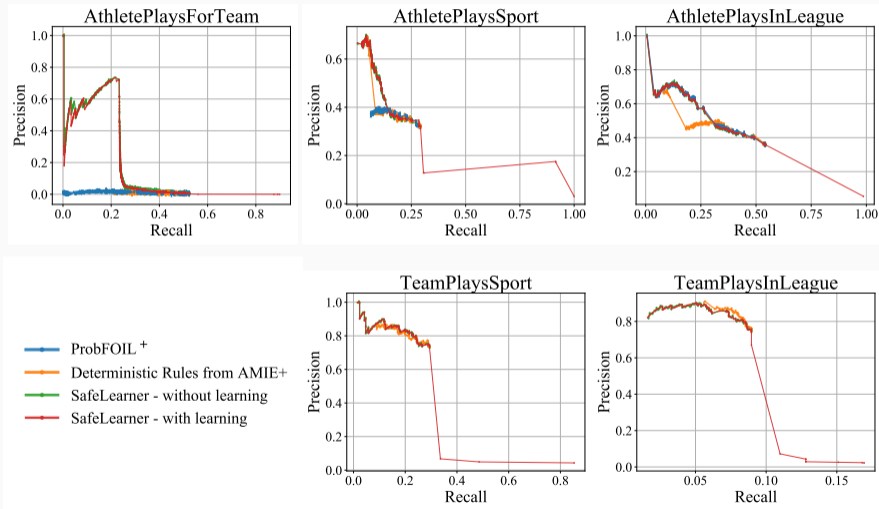 AthletePlaysForTeam
Precision
1.0
0.8
0.6
0.4
0.2
0.0
0.0 0.2 0.4 0.6 0.8
Recall
AthletePlaysSport
Precision
0.6
0.4
0.2
0.0
0.00 0.25 0.50 0.75 1.00
Recall
AthletePlaysInLeague
Precision
1.0
0.8
0.6
0.4
0.2
0.00 0.25 0.50 0.75 1.00
Recall
ProbFOIL +
Deterministic Rules from AMIE+
SafeLearner - without learning
SafeLearner - with learning
TeamPlaysSport
Precision
1.0
0.8
0.6
0.4
0.2
0.0
0.0 0.2 0.4 0.6 0.8
Recall
TeamPlaysInLeague
Precision
0.8
0.6
0.4
0.2
0.0
0.05 0.10 0.15
Recall